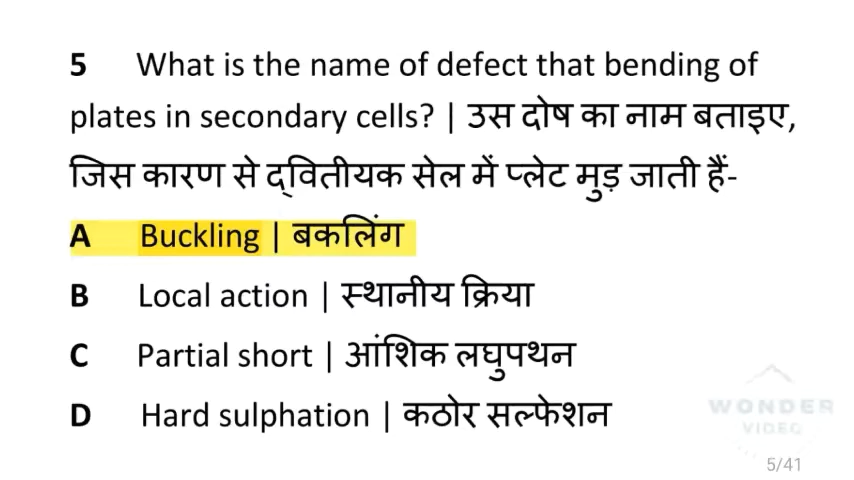 5 What is the name of defect that bending of
plates in secondary cells? | उस दोष का नाम बताइए,
जिस कारण से द्वितीयक सेल में प्लेट मुड़ जाती हैं-
A Buckling | बकलिंग
B Local action | स्थानीय क्रिया
C Partial short | आंशिक लघुपथन
D Hard sulphation | कठोर सल्फेशन
WONDER
VIDEO
5/41